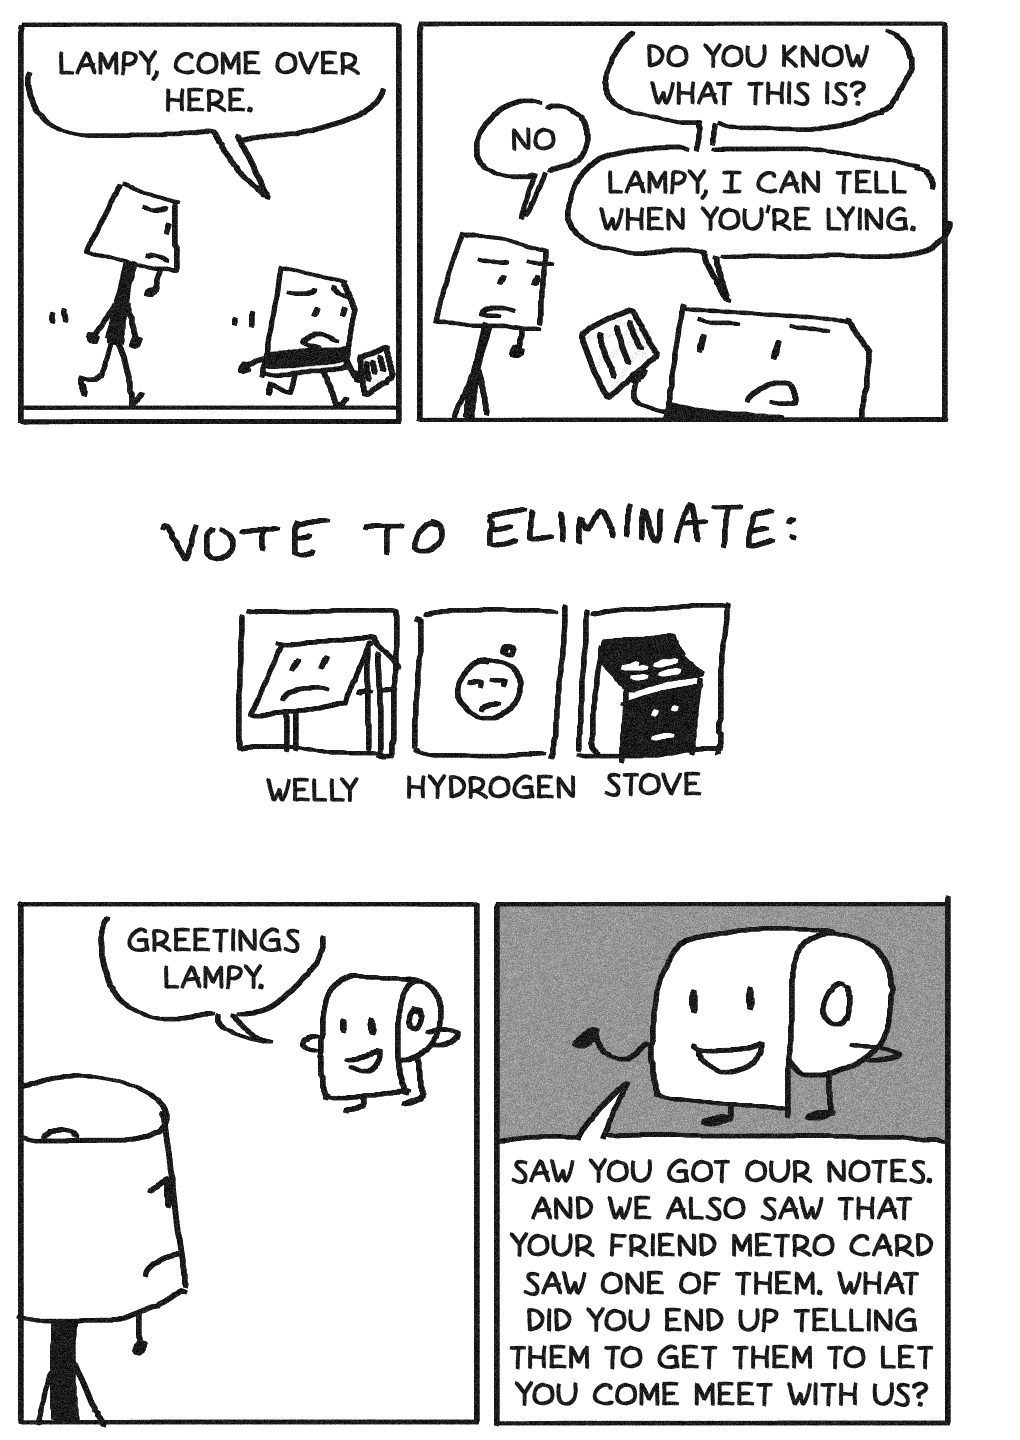 LAMPY, COME OVER
HERE.
DO YOU KNOW
WHAT THIS IS?
NO
LAMPY, I CAN TELL
WHEN YOU'RE LYING.
VOTE TO ELIMINATE:
WELLY
HYDROGEN
STOVE
GREETINGS
LAMPY.
SAW YOU GOT OUR NOTES.
AND WE ALSO SAW THAT
YOUR FRIEND METRO CARD
SAW ONE OF THEM. WHAT
DID YOU END UP TELLING
THEM TO GET THEM TO LET
YOU COME MEET WITH US?